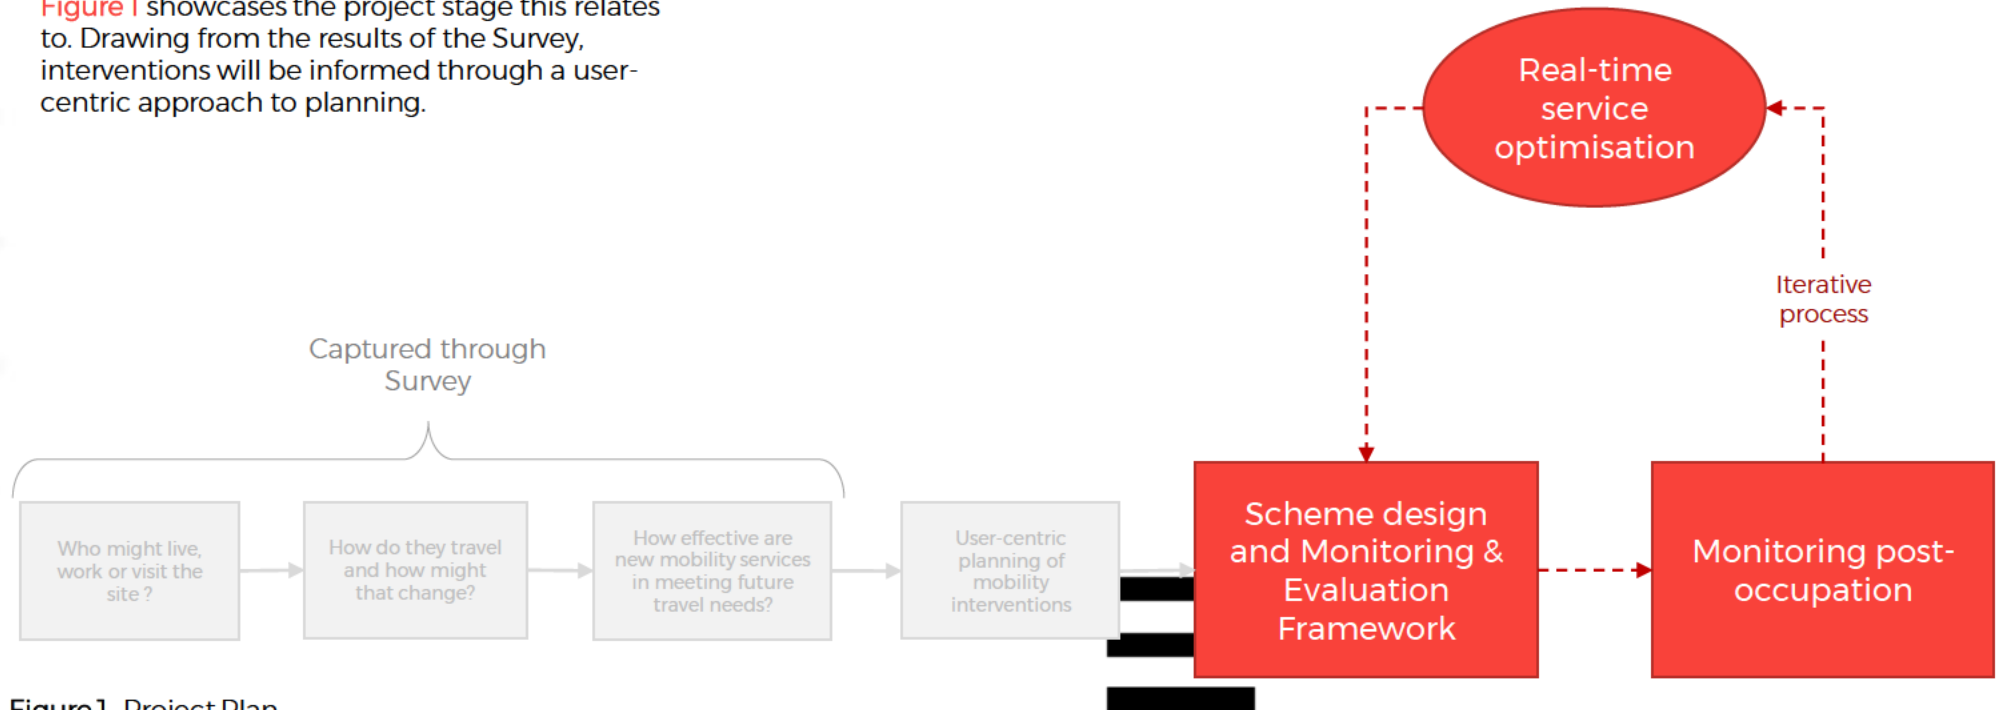 Figure 1 showcases the project stage this relates
to. Drawing from the results of the Survey,
interventions will be informed through a user-
centric approach to planning.
Real-time
service
optimisation
Iterative
process
Captured through
Survey
Who might live,
work or visit the
site ?
How do they travel
and how might
that change?
How effective are
new mobility services
in meeting future
travel needs?
User-centric
planning of
mobility
interventions
Scheme design
and Monitoring &
Evaluation
Framework
Monitoring post-
occupation
Figure 1 Project Plan